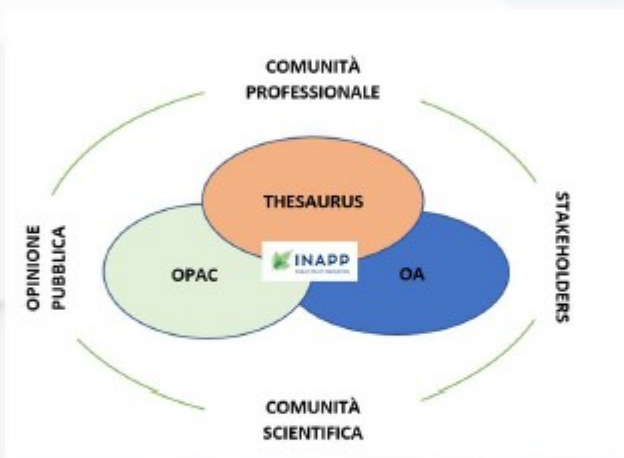 COMUNITÀ
PROFESSIONALE
THESAURUS
STAKEHOLDERS
OPINIONE
PUBBLICA
INAPP
OPAC
OA
COMUNITÀ
SCIENTIFICA